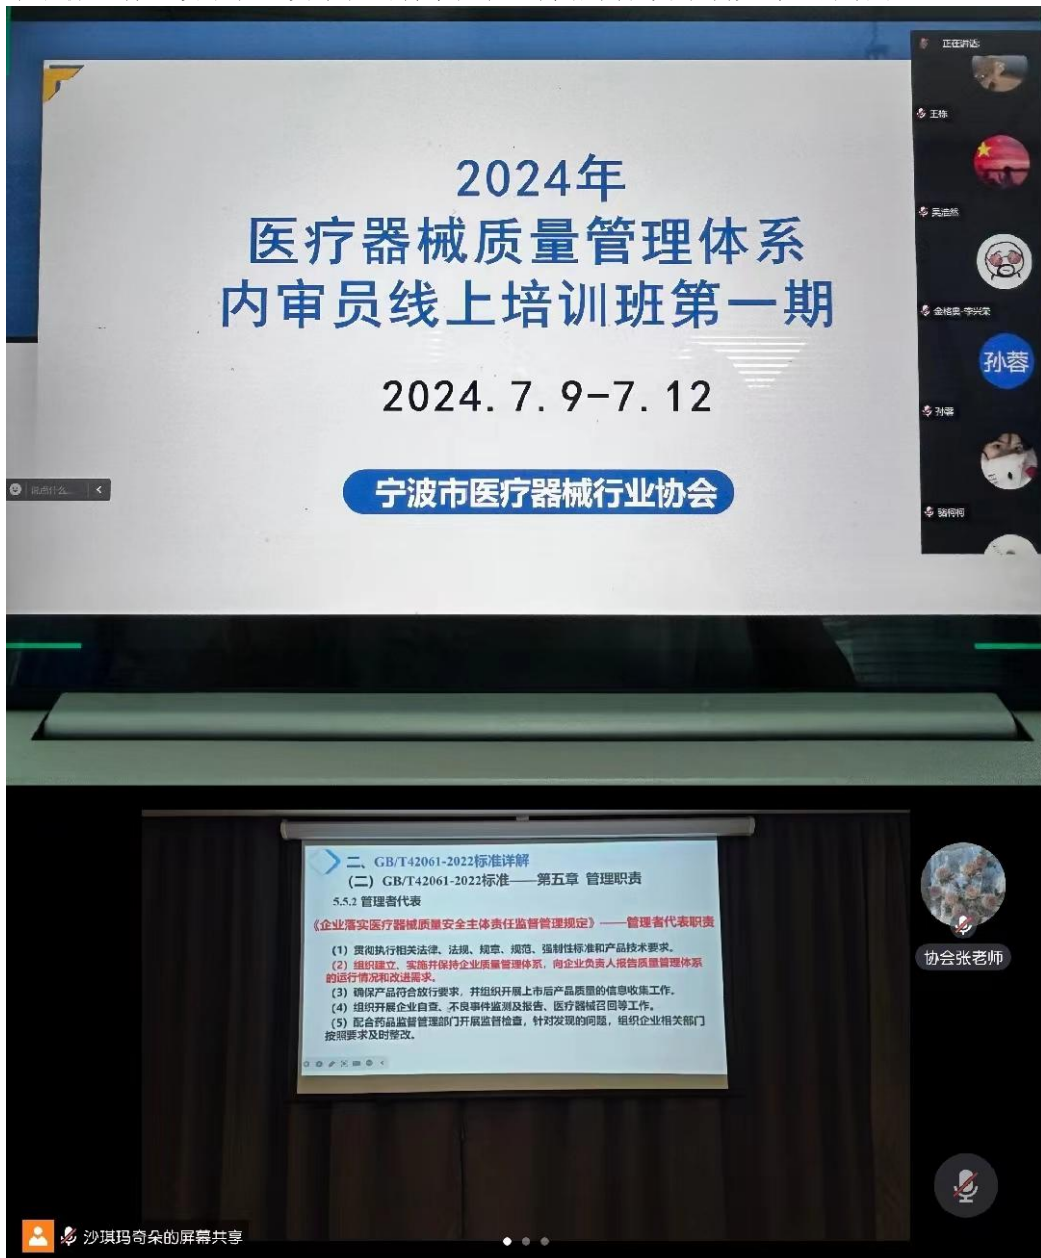 正在讲话:
2024年
医疗器械质量管理体系
内审员线上培训班第一期
2024.7.9-7.12
宁波市医疗器械行业协会
说点什么...
王栋
吴浩然
孙蓉
孙蓉
骆柯柯
二、GB/T42061-2022标准详解
(二) GB/T42061-2022标准——第五章 管理职责
5.5.2 管理者代表
《企业落实医疗器械质量安全主体责任监督管理规定》——管理者代表职责
(1) 贯彻执行相关法律、法规、规章、规范、强制性标准和产品技术要求。
(2) 组织建立、实施并保持企业质量管理体系,向企业负责人报告质量管理体系
的运行情况和改进需求。
(3) 确保产品符合放行要求,并组织开展上市后产品质量的信息收集工作。
(4) 组织开展企业自查、不良事件监测及报告、医疗器械召回等工作。
(5) 配合药品监督管理部门开展监督检查,针对发现的问题,组织企业相关部门
按照要求及时整改。
协会张老师
沙琪玛奇朵的屏幕共享